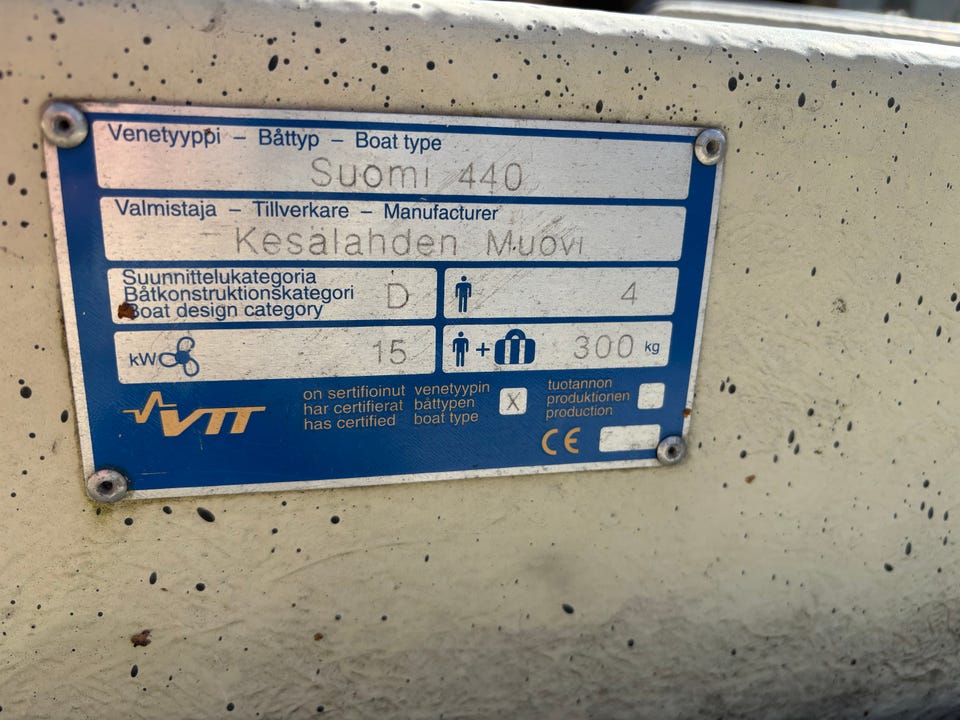 Venetyyppi – Båttyp – Boat type
Suomi 440
Valmistaja – Tillverkare – Manufacturer
Kesälahden Muovi
Suunnittelukategoria
Båtkonstruktionskategori
Boat design category
D
4
kW
15
+
300 kg
VTT
on sertifioinut
har certifierat
has certified
venetyypin
båttypen
boat type
X
tuotannon
produktionen
production
CE